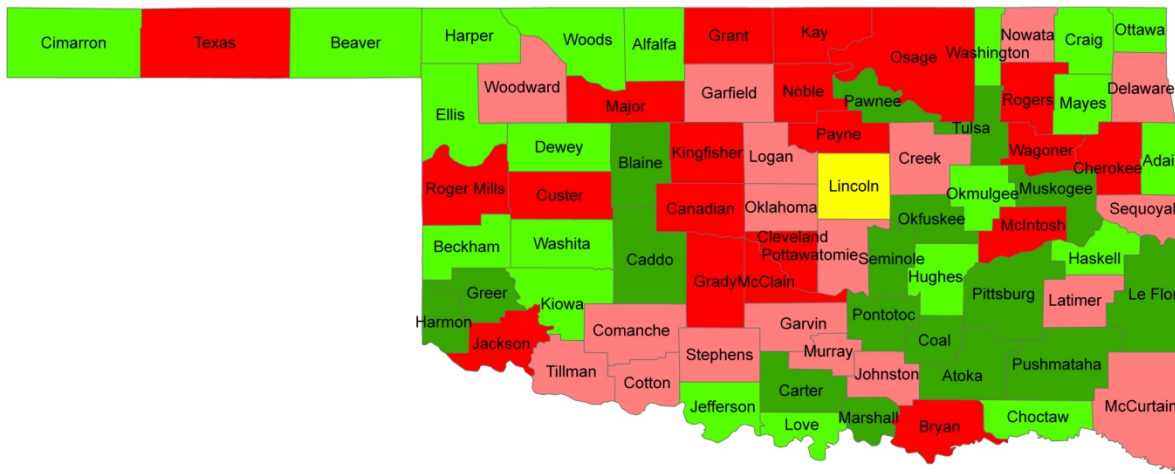 Cimarron
Texas
Beaver
Harper
Woods
Alfalfa
Grant
Kay
Osage
Washington
Nowata
Craig
Ottawa
Woodward
Major
Garfield
Noble
Pawnee
Rogers
Mayes
Delaware
Ellis
Dewey
Blaine
Kingfisher
Logan
Payne
Creek
Tulsa
Wagoner
Cherokee
Adai
Roger Mills
Custer
Canadian
Oklahoma
Lincoln
Okfuskee
Okmulgee
Muskogee
Sequoyal
Beckham
Washita
Caddo
Grady
McClain
Cleveland
Pottawatomie
Seminole
Hughes
McIntosh
Haskell
Greer
Harmon
Kiowa
Comanche
Garvin
Pontotoc
Pittsburg
Latimer
Le Flor
Jackson
Tillman
Cotton
Stephens
Murray
Johnston
Coal
Atoka
Pushmataha
McCurtain
Jefferson
Carter
Love
Marshall
Bryan
Choctaw